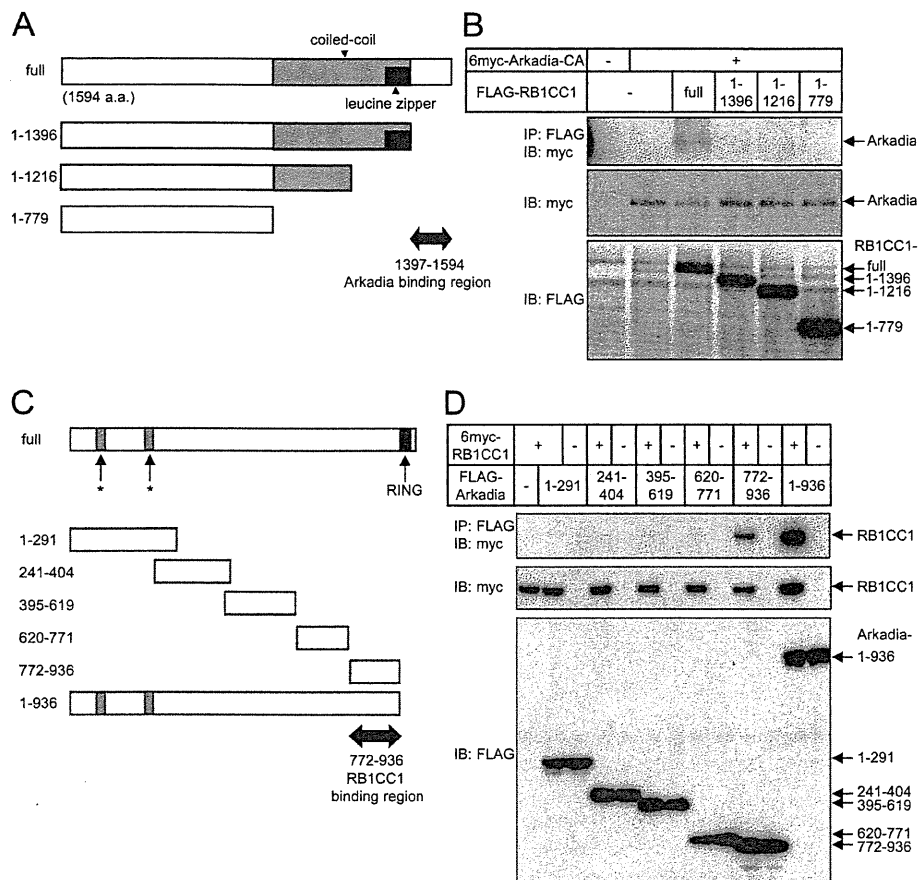 A
coiled-coil
full
(1594 a.a.)
leucine zipper
1-1396
1-1216
1-779
1397-1594
Arkadia binding region
B
6myc-Arkadia-CA - +
FLAG-RB1CC1 - full 1-1396 1-1216 1-779
IP: FLAG
IB: myc
Arkadia
IB: myc
Arkadia
RB1CC1-
full
1-1396
1-1216
IB: FLAG
1-779
C
full
* *
RING
1-291
241-404
395-619
620-771
772-936
1-936
772-936
RB1CC1
binding region
D
6myc-RB1CC1 + - + - + - + - + - + -
FLAG-Arkadia - 1-291 241-404 395-619 620-771 772-936 1-936
IP: FLAG
IB: myc
RB1CC1
IB: myc
RB1CC1
Arkadia-
1-936
IB: FLAG
1-291
241-404
395-619
620-771
772-936